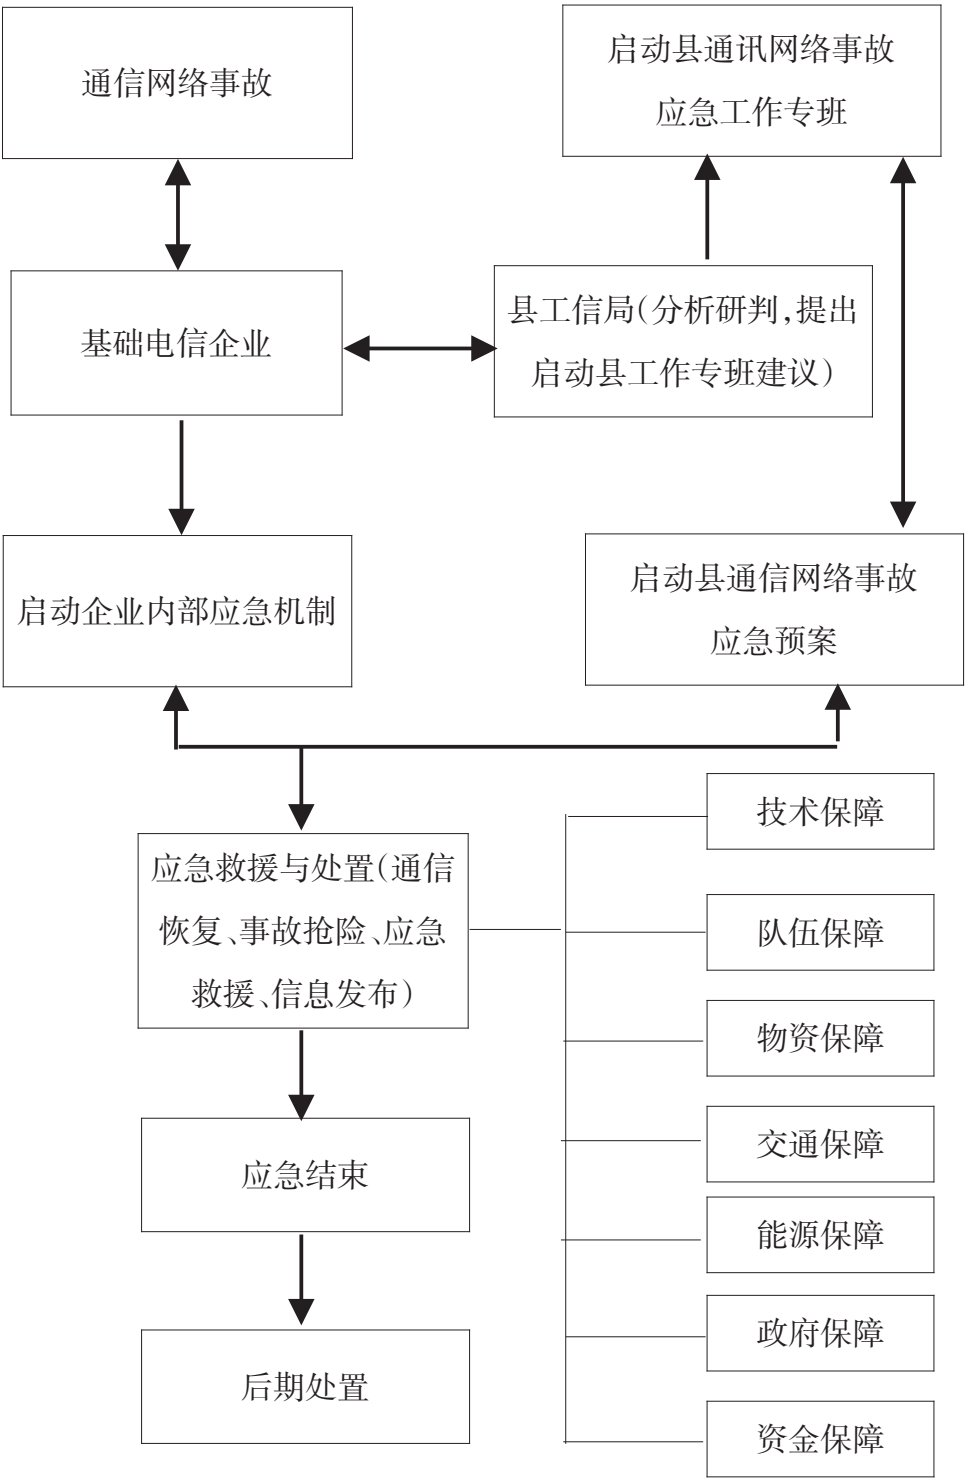 通信网络事故
启动县通讯网络事故
应急工作专班
基础电信企业
县工信局(分析研判,提出
启动县工作专班建议)
启动企业内部应急机制
启动县通信网络事故
应急预案
应急救援与处置(通信
恢复、事故抢险、应急
救援、信息发布)
技术保障
队伍保障
物资保障
交通保障
能源保障
政府保障
资金保障
应急结束
后期处置